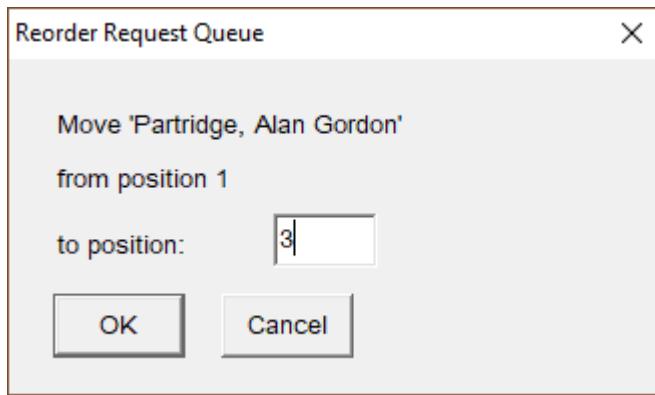 Reorder Request Queue
Move 'Partridge, Alan Gordon'
from position 1
to position: 3
OK Cancel